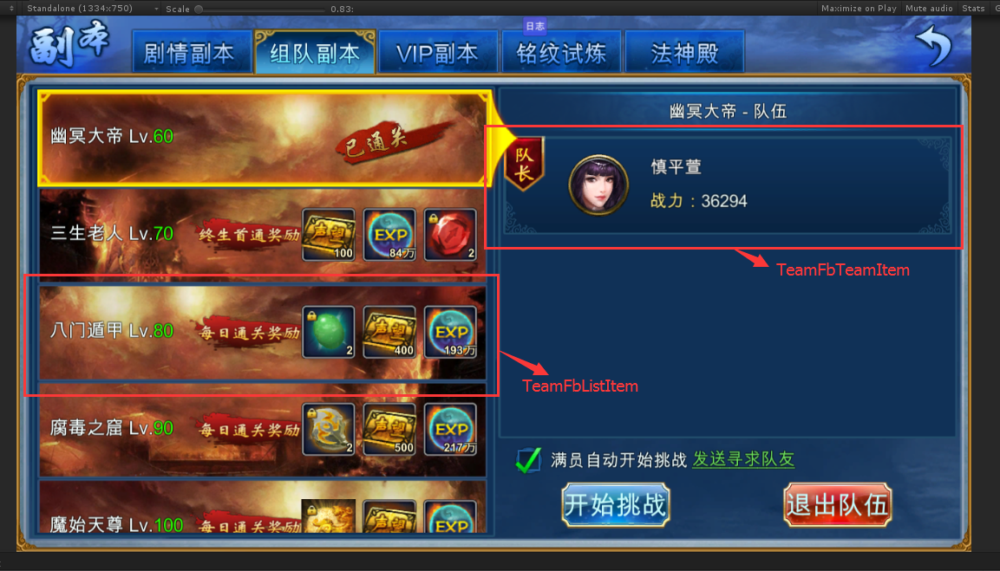 Standalone (1334x750)
Scale
0.83:
Maximize on Play
Mute audio
Stats
副本
剧情副本
组队副本
VIP副本
日志
铭纹试炼
法神殿
幽冥大帝 Lv.60
已通关
三生老人 Lv.70
终生首通奖励
声望
100
EXP
84万
2
八门遁甲 Lv.80
每日通关奖励
2
声望
400
EXP
193万
腐毒之窟 Lv.90
每日通关奖励
2
声望
500
EXP
217万
魔始天尊 Lv.100
每日通关奖励
声望
EXP
幽冥大帝 - 队伍
队长
慎平萱
战力：36294
TeamFbTeamItem
TeamFbListItem
满员自动开始挑战 发送寻求队友
开始挑战
退出队伍